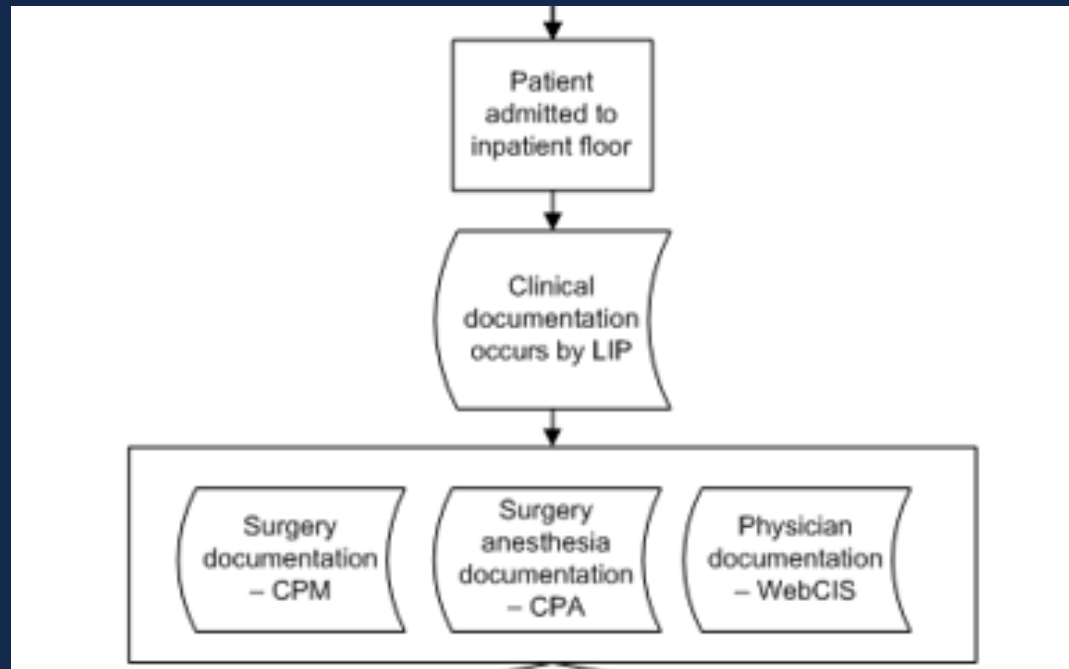 Patient
admitted to
inpatient floor
Clinical
documentation
occurs by LIP
Surgery
documentation
– CPM
Surgery
anesthesia
documentation
– CPA
Physician
documentation
– WebCIS